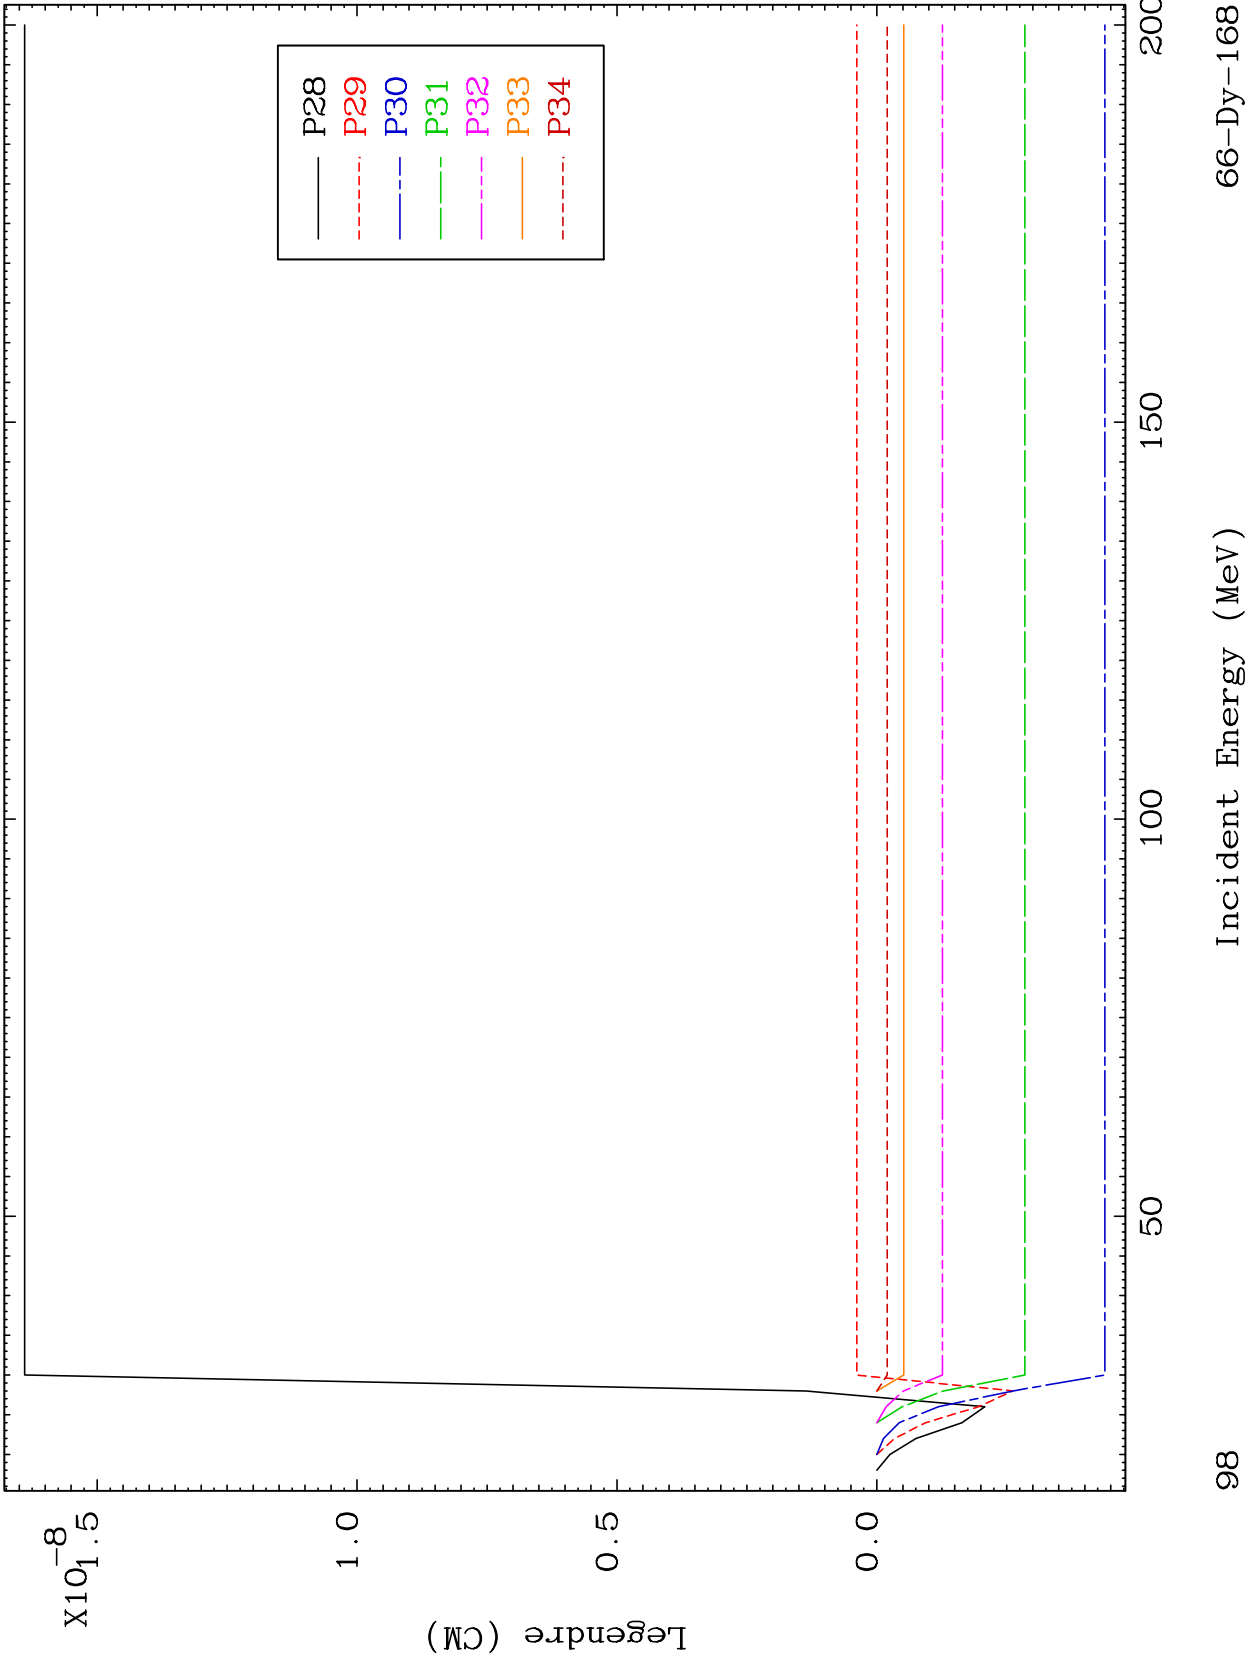 X10-8
1.5
1.0
0.5
0.0
Legendre (CM)
P28
P29
P30
P31
P32
P33
P34
50
100
150
200
Incident Energy (MeV)
98
66-Dy-168